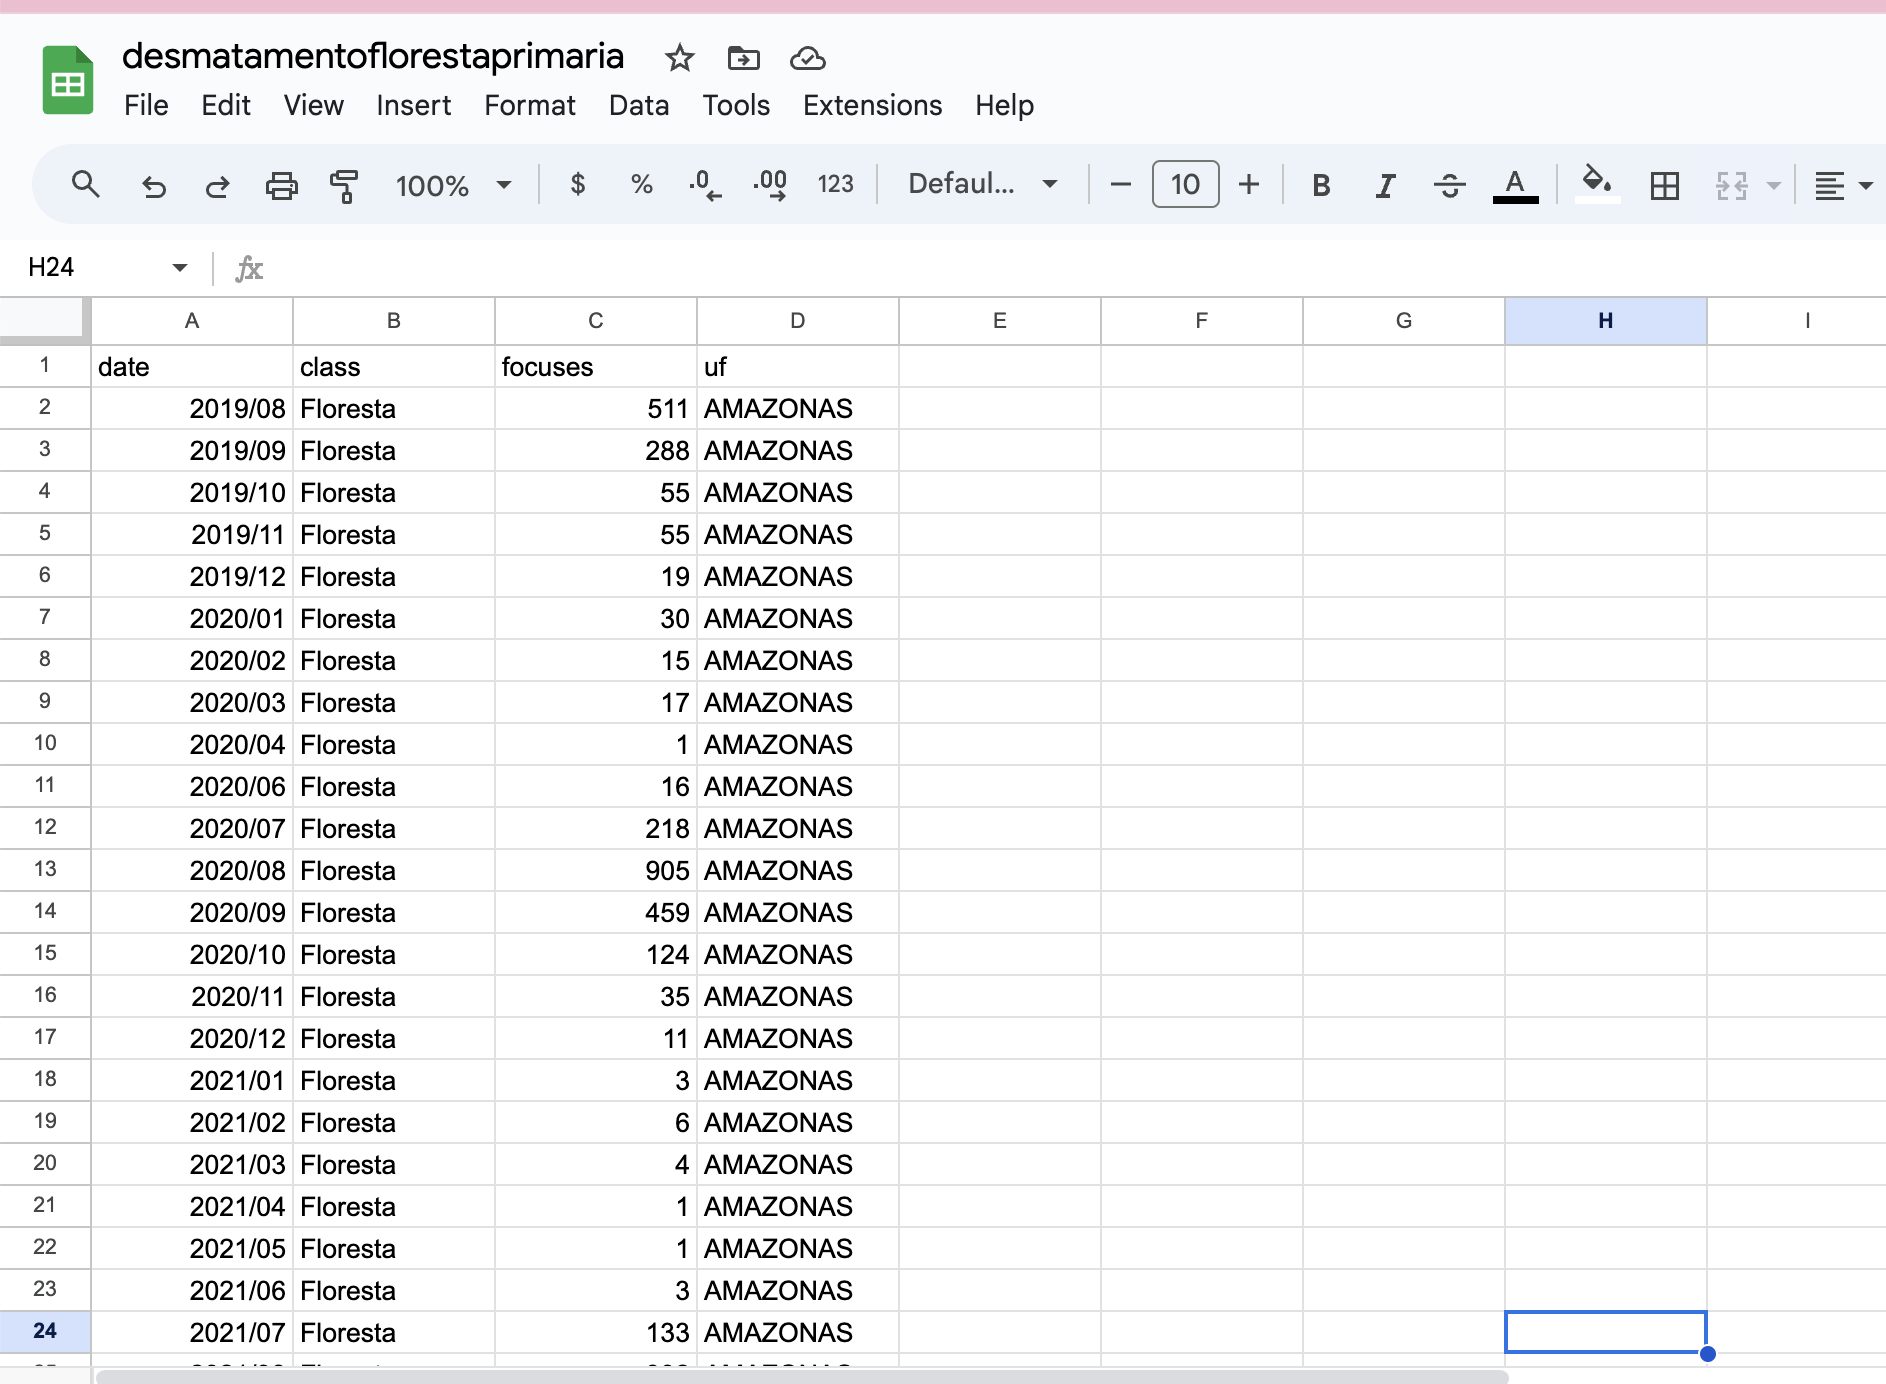 desmatamentoflorestaprimaria
File Edit View Insert Format Data Tools Extensions Help
100% $ % .0 .00 123 Defaul... − 10 + B I S A
H24 fx
A B C D E F G H I
1 date class focuses uf
2 2019/08 Floresta 511 AMAZONAS
3 2019/09 Floresta 288 AMAZONAS
4 2019/10 Floresta 55 AMAZONAS
5 2019/11 Floresta 55 AMAZONAS
6 2019/12 Floresta 19 AMAZONAS
7 2020/01 Floresta 30 AMAZONAS
8 2020/02 Floresta 15 AMAZONAS
9 2020/03 Floresta 17 AMAZONAS
10 2020/04 Floresta 1 AMAZONAS
11 2020/06 Floresta 16 AMAZONAS
12 2020/07 Floresta 218 AMAZONAS
13 2020/08 Floresta 905 AMAZONAS
14 2020/09 Floresta 459 AMAZONAS
15 2020/10 Floresta 124 AMAZONAS
16 2020/11 Floresta 35 AMAZONAS
17 2020/12 Floresta 11 AMAZONAS
18 2021/01 Floresta 3 AMAZONAS
19 2021/02 Floresta 6 AMAZONAS
20 2021/03 Floresta 4 AMAZONAS
21 2021/04 Floresta 1 AMAZONAS
22 2021/05 Floresta 1 AMAZONAS
23 2021/06 Floresta 3 AMAZONAS
24 2021/07 Floresta 133 AMAZONAS